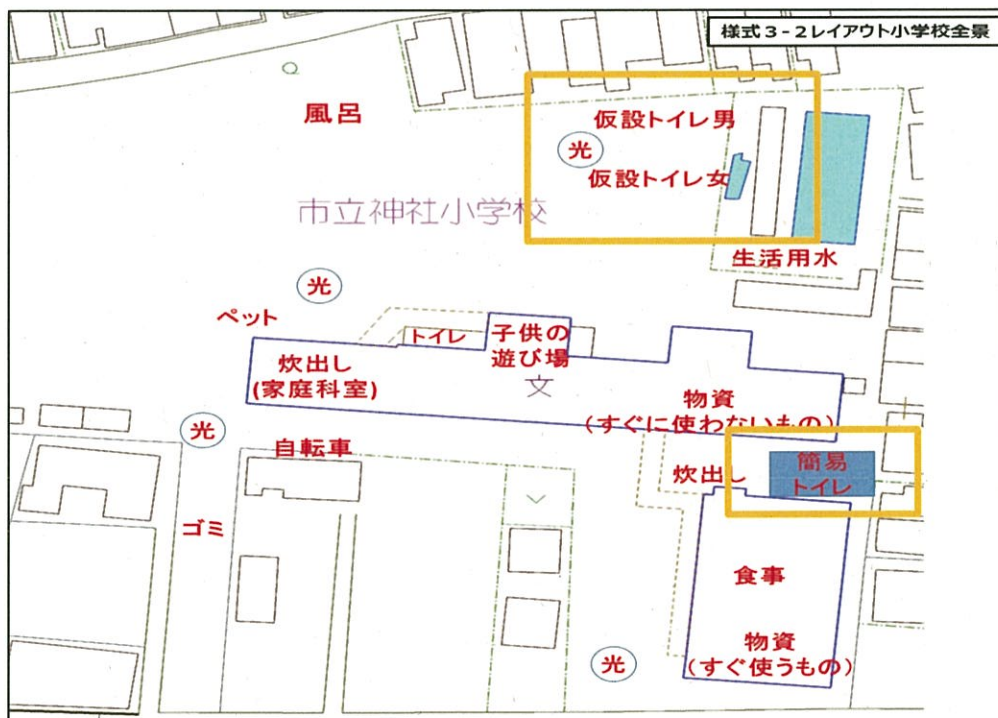 様式3-2レイアウト小学校全景
風呂
仮設トイレ男
光
仮設トイレ女
市立神社小学校
生活用水
光
ペット
トイレ
子供の
遊び場
炊出し
(家庭科室)
文
物資
(すぐに使わないもの)
光
自転車
炊出し
簡易
トイレ
ゴミ
食事
物資
(すぐ使うもの)
光